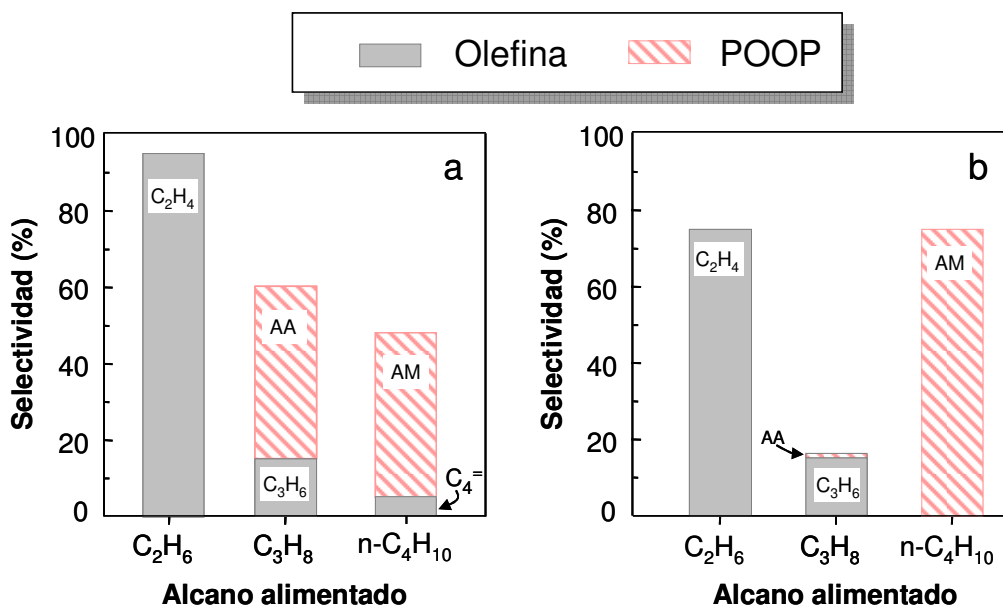 Olefina POOP
a
Selectividad (%)
100
80
60
40
20
0
C₂H₄
AA
C₃H₆
AM
C₄⁼
C₂H₆ C₃H₈ n-C₄H₁₀
Alcano alimentado
b
Selectividad (%)
100
80
60
40
20
0
C₂H₄
AA
C₃H₆
AM
C₂H₆ C₃H₈ n-C₄H₁₀
Alcano alimentado